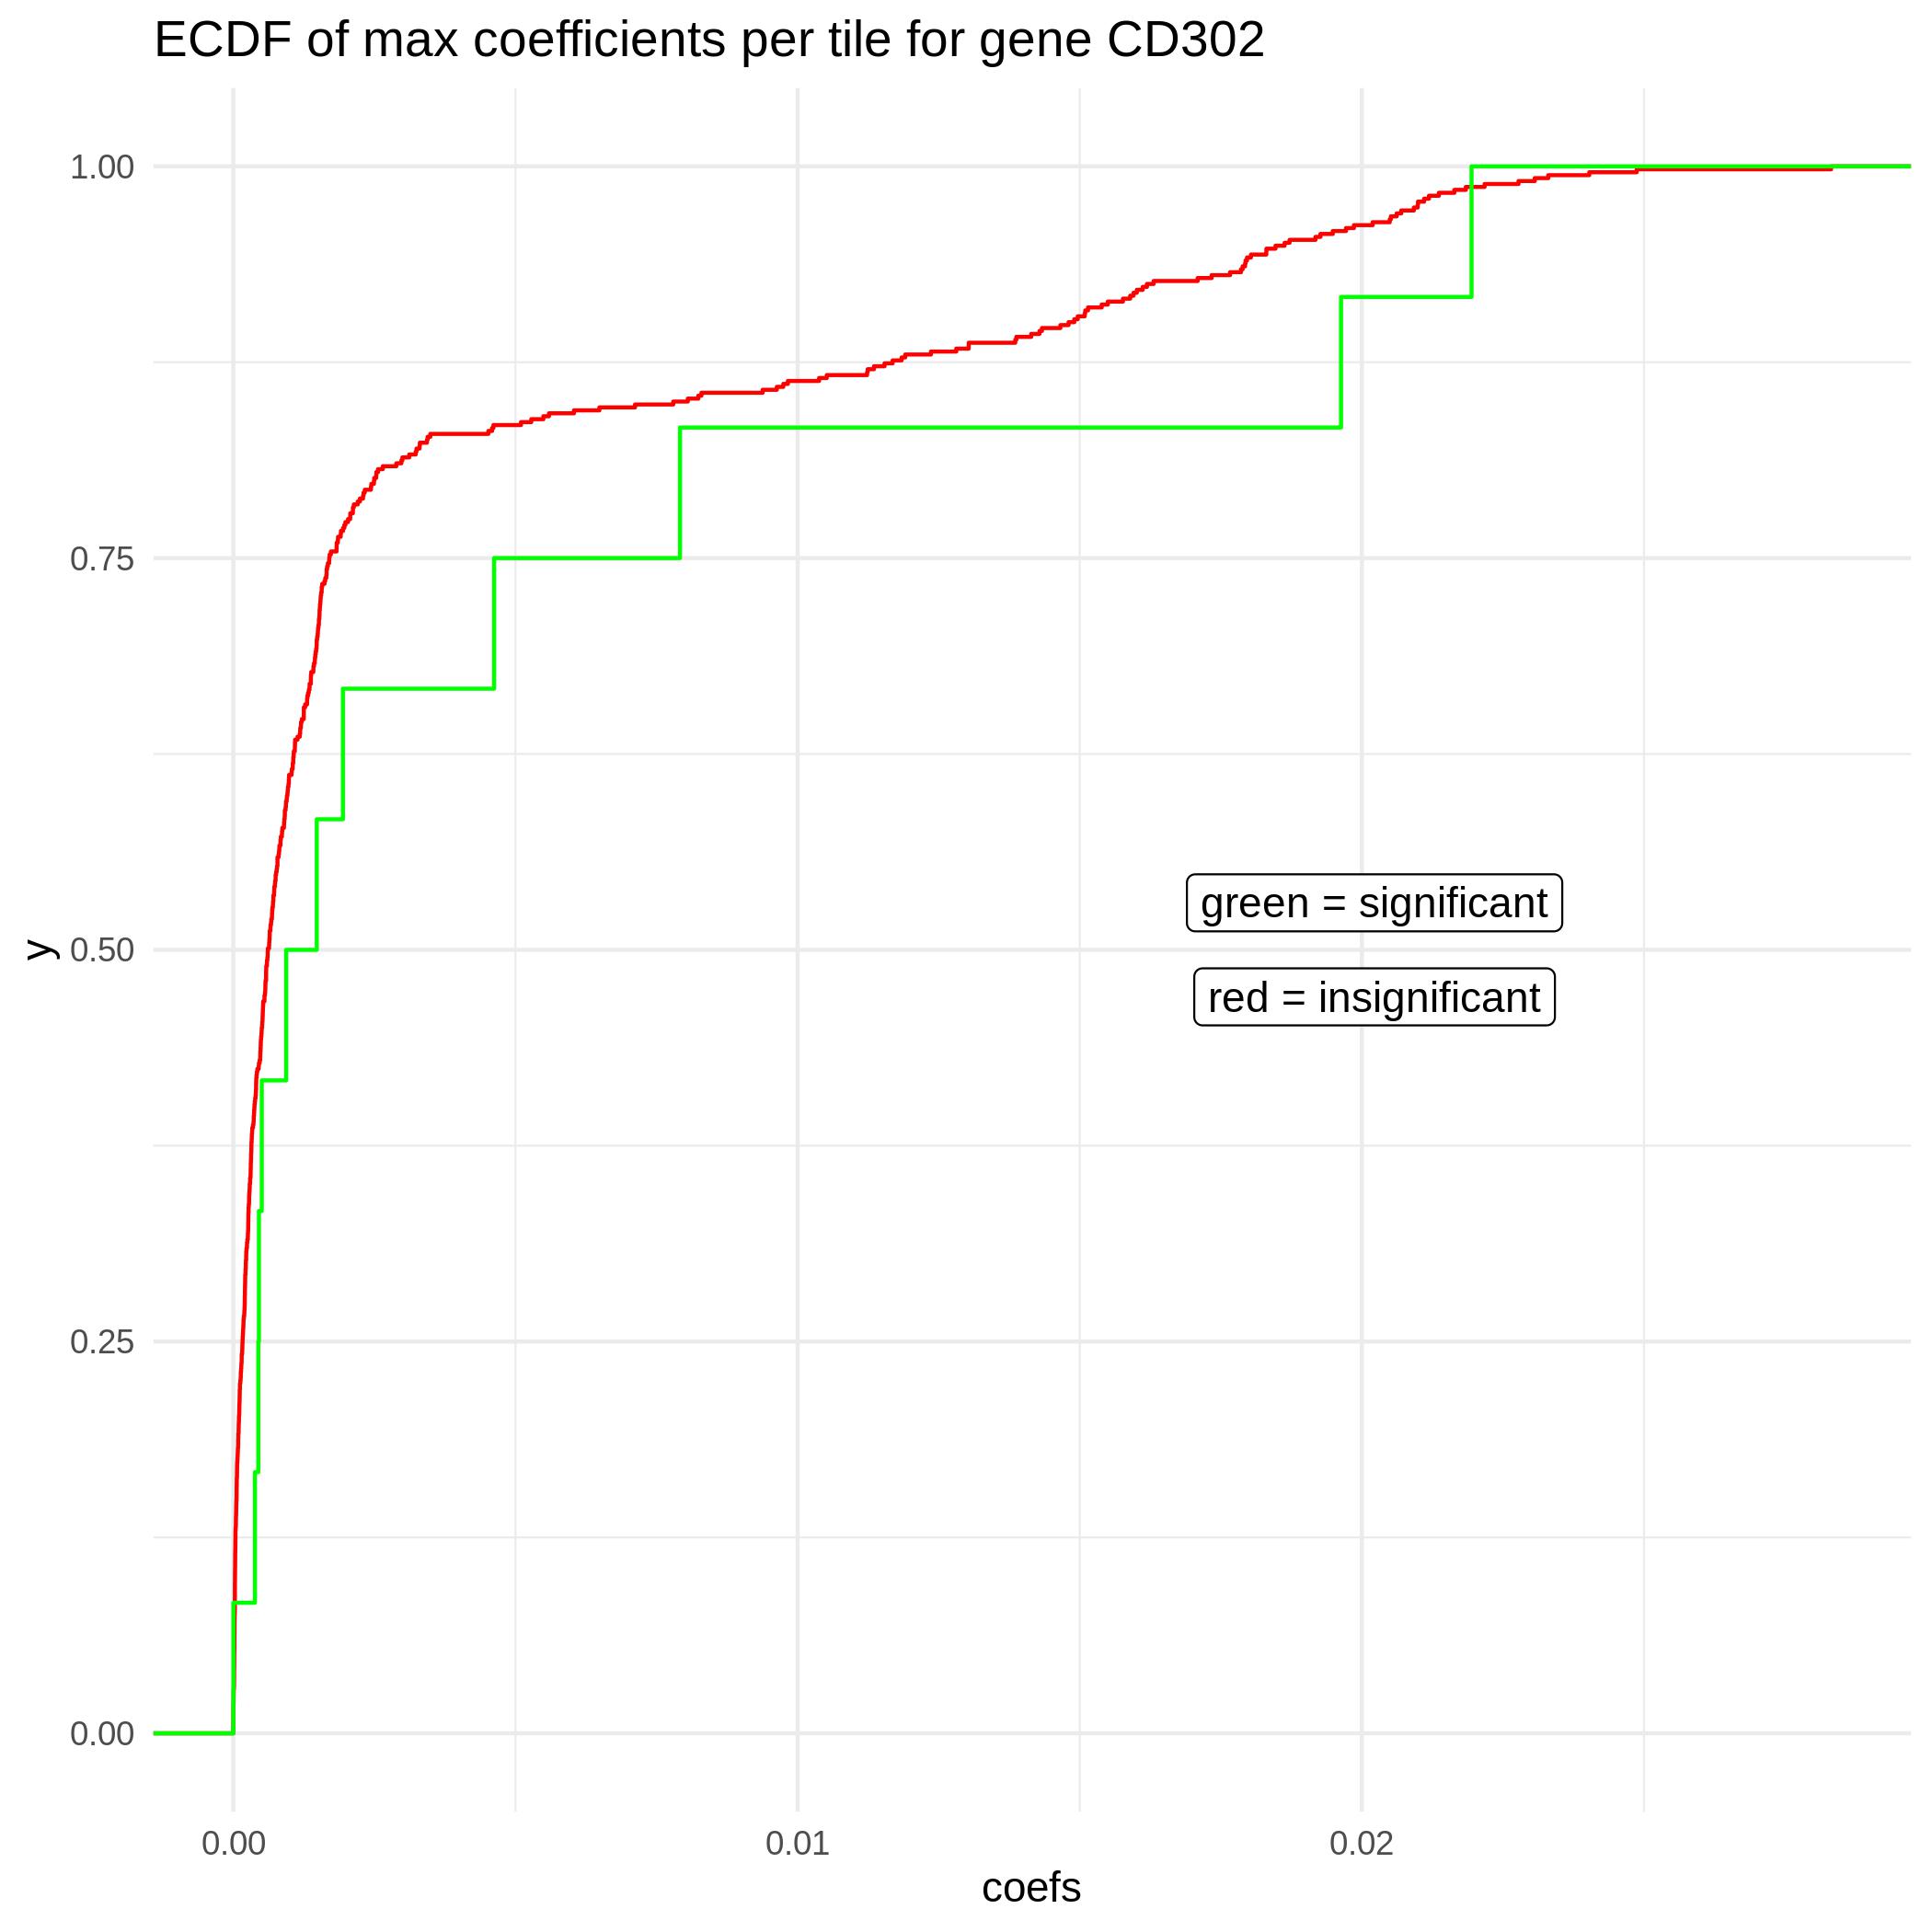 ECDF of max coefficients per tile for gene CD302
1.00
0.75
0.50
0.25
0.00
y
green = significant
red = insignificant
0.00 0.01 0.02
coefs